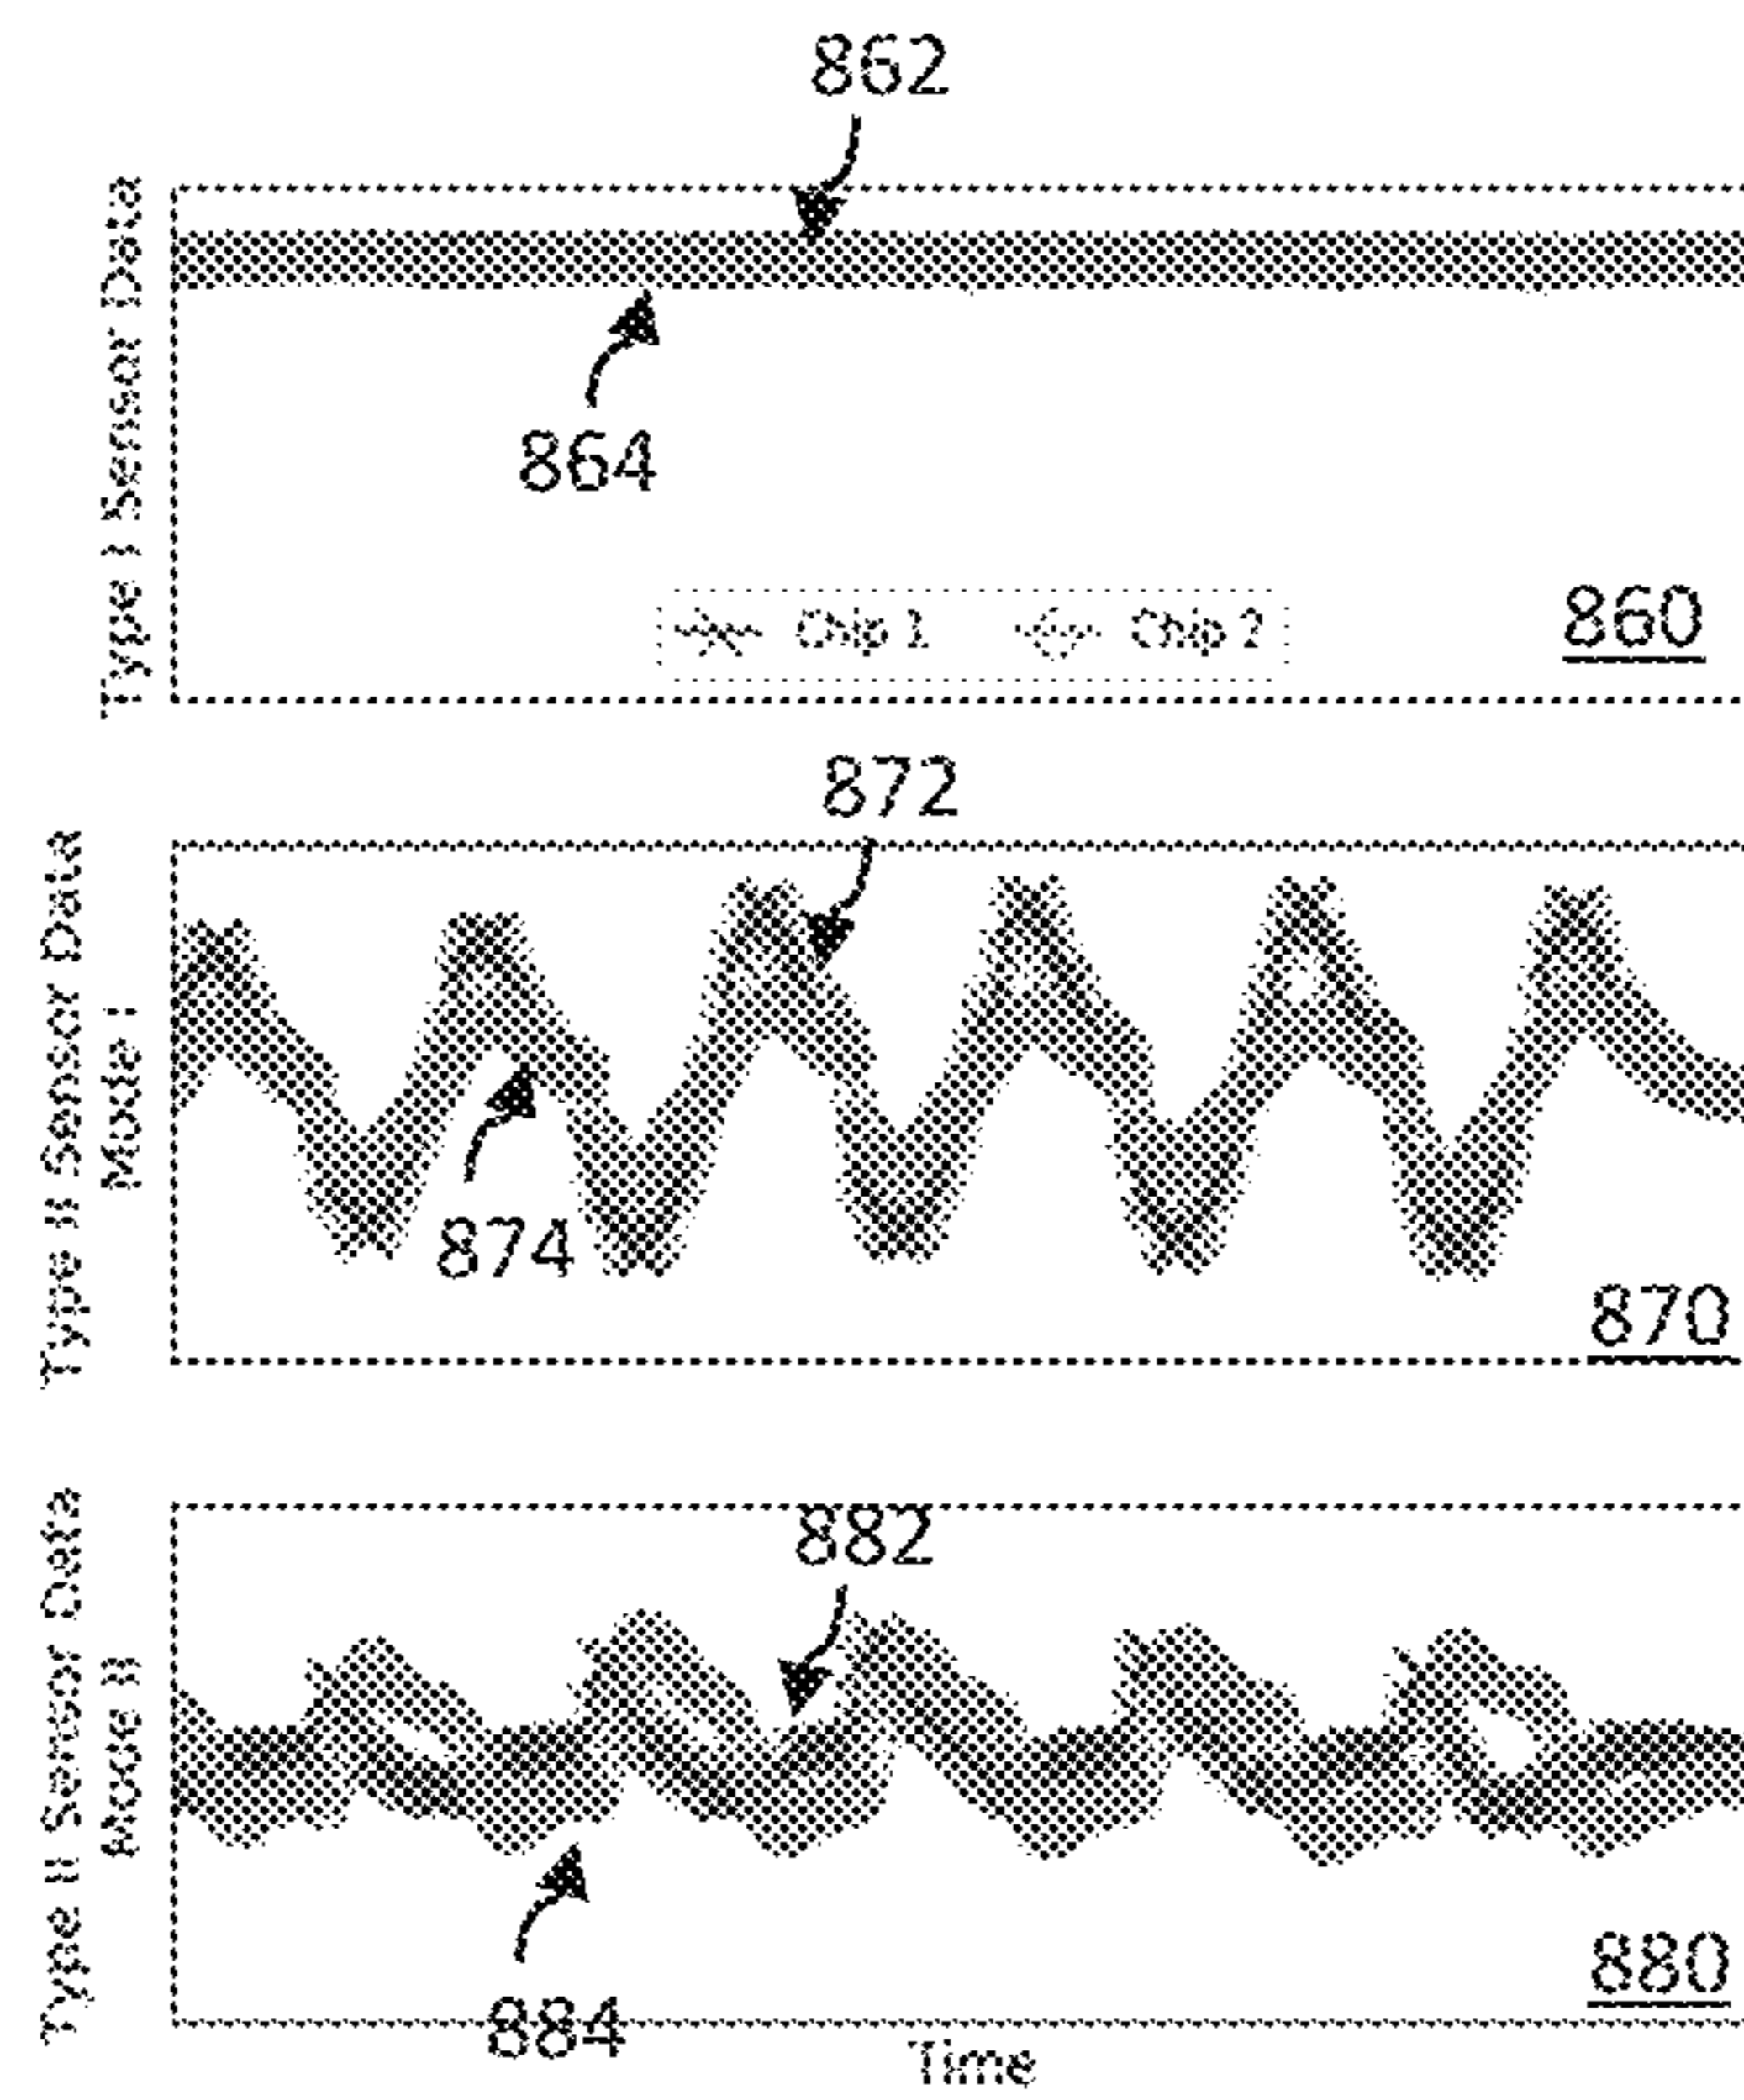 862
Type I Sensor Data
864
Chip 1 Chip 2
860
872
Type II Sensor Data
Mode I
874
870
882
Type II Sensor Data
Mode II
884
880
Time